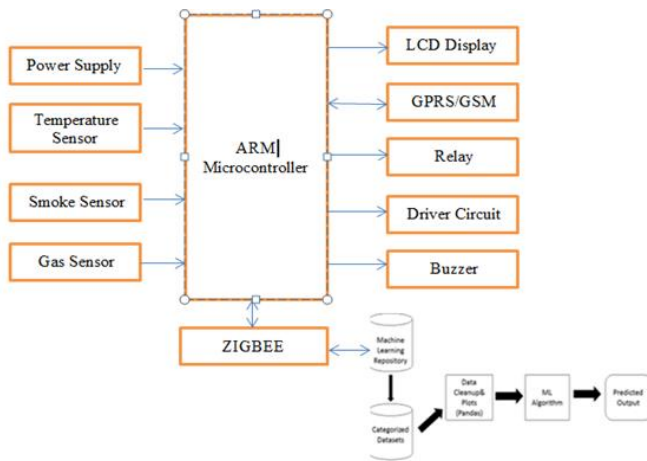 Power Supply
Temperature
Sensor
Smoke Sensor
Gas Sensor
ARM
Microcontroller
LCD Display
GPRS/GSM
Relay
Driver Circuit
Buzzer
ZIGBEE
Machine
Learning
Repository
Categorized
Datasets
Data
Cleanup&
Plots
(Pandas)
ML
Algorithm
Predicted
Output